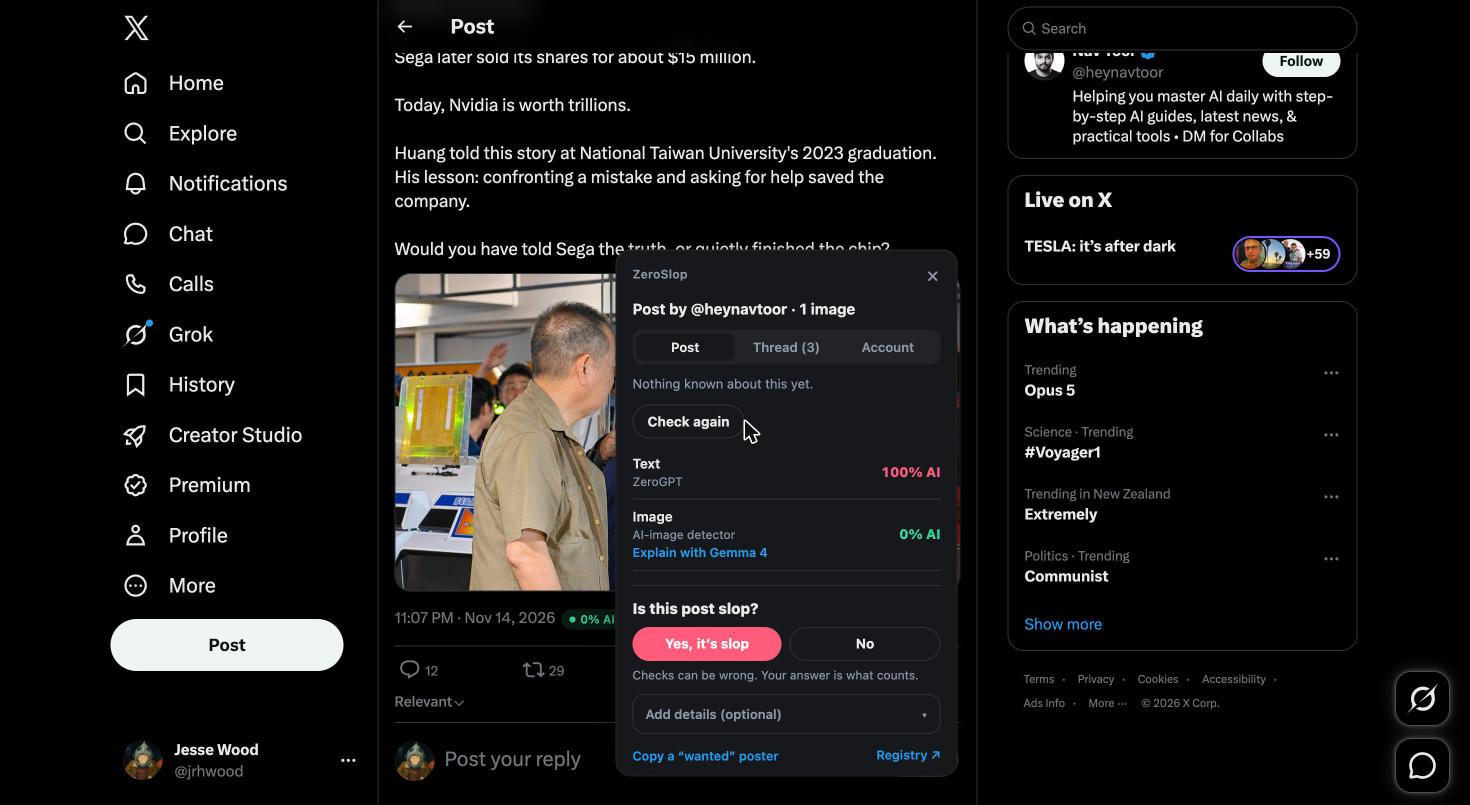 Home
Explore
Notifications
Chat
Calls
Grok
History
Creator Studio
Premium
Profile
More
Post
Jesse Wood
@jrhwood
Post
Sega later sold its shares for about $15 million.
Today, Nvidia is worth trillions.
Huang told this story at National Taiwan University's 2023 graduation.
His lesson: confronting a mistake and asking for help saved the
company.
Would you have told Sega the truth, or quietly finished the chip?
11:07 PM · Nov 14, 2026
0% AI
12
29
Relevant
Post your reply
ZeroSlop
Post by @heynavtoor · 1 image
Post
Thread (3)
Account
Nothing known about this yet.
Check again
Text
ZeroGPT
100% AI
Image
AI-image detector
0% AI
Explain with Gemma 4
Is this post slop?
Yes, it's slop
No
Checks can be wrong. Your answer is what counts.
Add details (optional)
Copy a “wanted” poster
Registry ↗
Search
Nav Toor
@heynavtoor
Follow
Helping you master AI daily with step-
by-step AI guides, latest news, &
practical tools • DM for Collabs
Live on X
TESLA: it’s after dark
+59
What’s happening
Trending
Opus 5
Science · Trending
#Voyager1
Trending in New Zealand
Extremely
Politics · Trending
Communist
Show more
Terms · Privacy · Cookies · Accessibility ·
Ads Info · More ··· © 2026 X Corp.